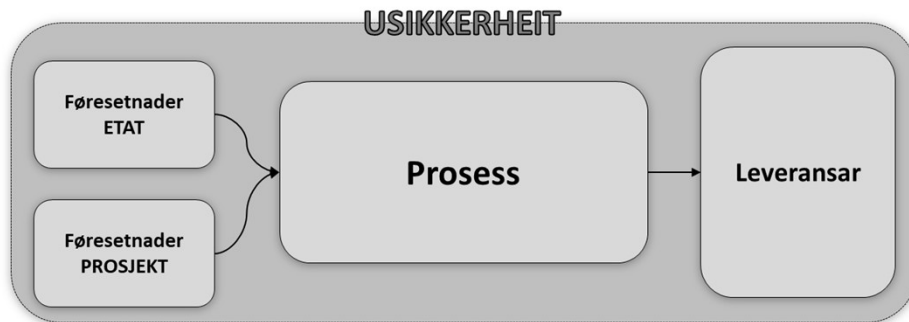 USIKKERHEIT
Føresetnader
ETAT
Prosess
Leveransar
Føresetnader
PROSJEKT